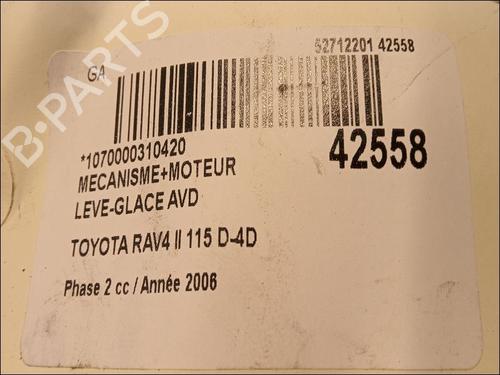 52712201 42558
GA
B-PARTS
*1070000310420
42558
MECANISME+MOTEUR
LEVE-GLACE AVD
TOYOTA RAV4 II 115 D-4D
Phase 2 cc / Année 2006